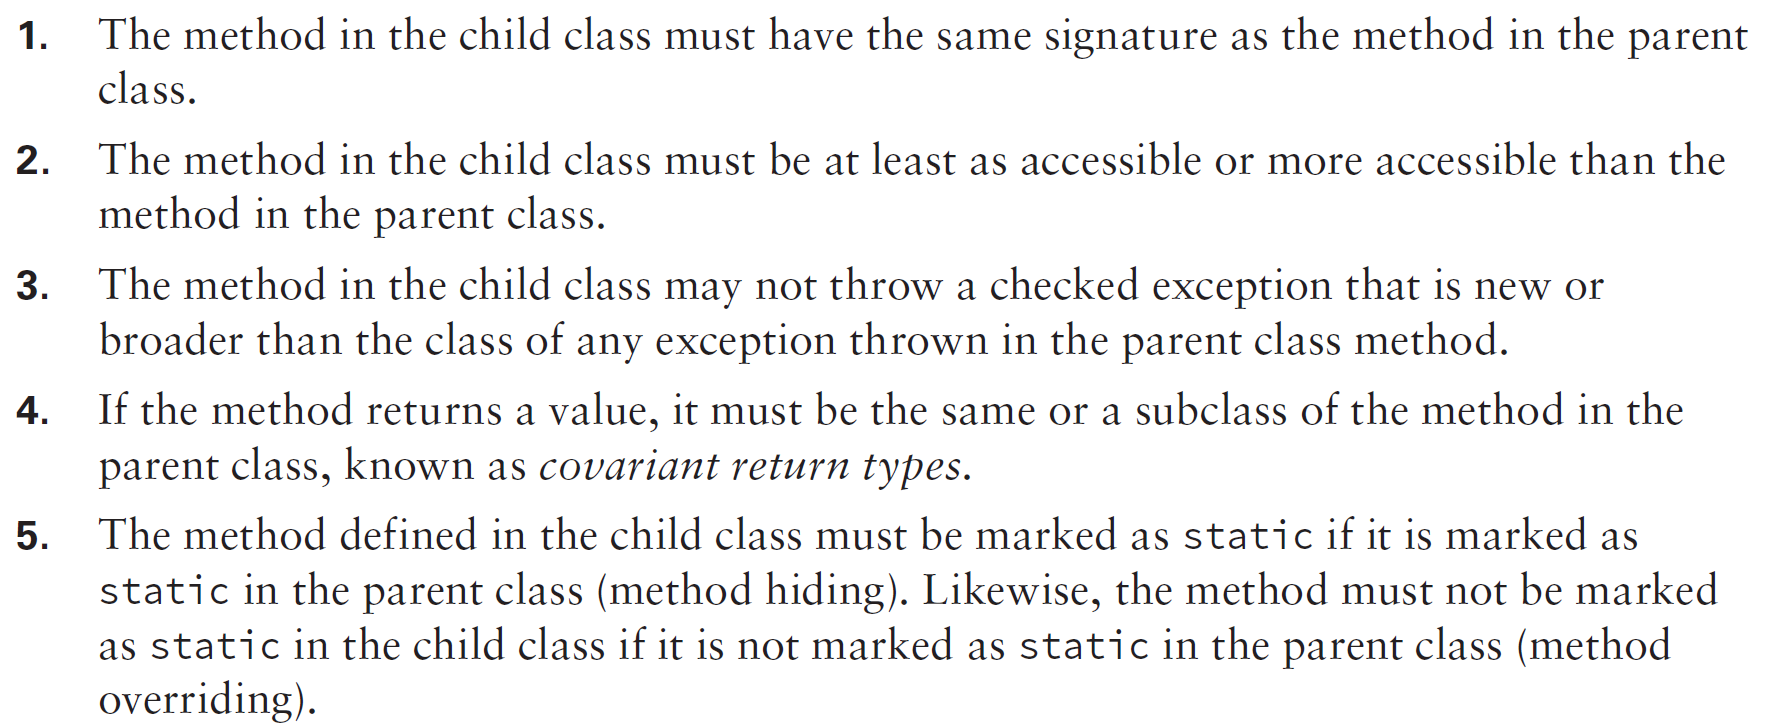 1. The method in the child class must have the same signature as the method in the parent
class.
2. The method in the child class must be at least as accessible or more accessible than the
method in the parent class.
3. The method in the child class may not throw a checked exception that is new or
broader than the class of any exception thrown in the parent class method.
4. If the method returns a value, it must be the same or a subclass of the method in the
parent class, known as covariant return types.
5. The method defined in the child class must be marked as static if it is marked as
static in the parent class (method hiding). Likewise, the method must not be marked
as static in the child class if it is not marked as static in the parent class (method
overriding).